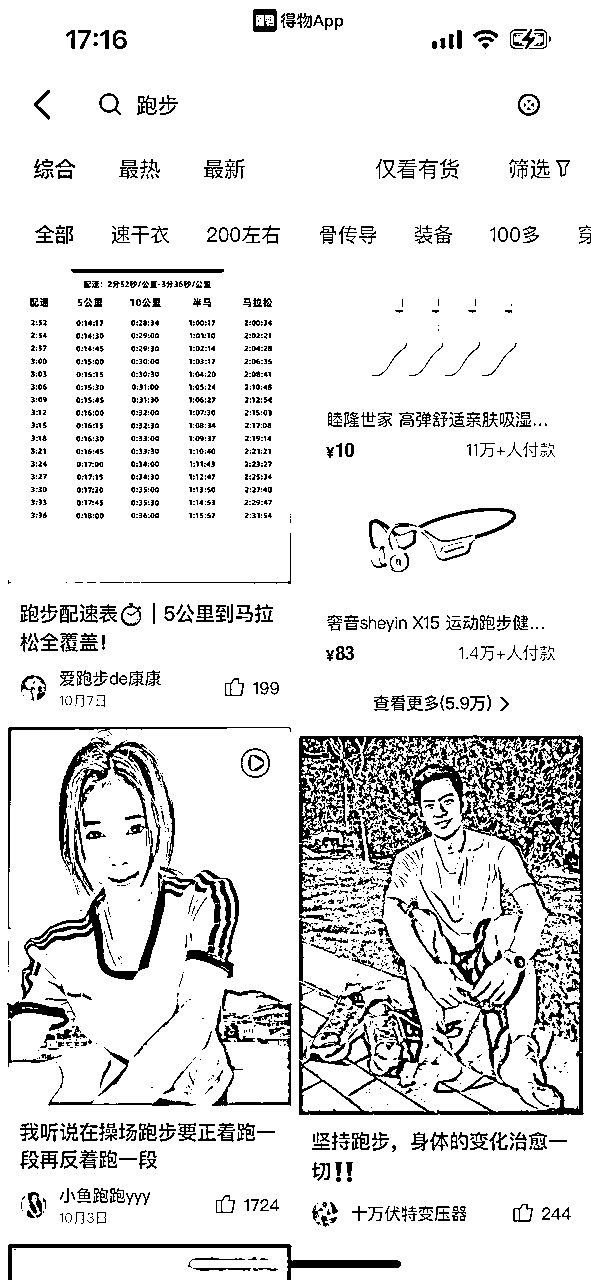 得物App
17:16
跑步
综合 最热 最新 仅看有货 筛选
全部 速干衣 200左右 骨传导 装备 100多 穿
配速：2分52秒/公里-3分36秒/公里
配速 5公里 10公里 半马 马拉松
2:52 0:14:17 0:28:34 1:00:17 2:00:34
2:54 0:14:30 0:29:00 1:01:10 2:02:21
2:57 0:14:45 0:29:30 1:02:14 2:04:28
3:00 0:15:00 0:30:00 1:03:17 2:06:35
3:03 0:15:15 0:30:30 1:04:20 2:08:41
3:06 0:15:30 0:31:00 1:05:24 2:10:48
3:09 0:15:45 0:31:30 1:06:27 2:12:54
3:12 0:16:00 0:32:00 1:07:30 2:15:03
3:15 0:16:15 0:32:30 1:08:34 2:17:08
3:18 0:16:30 0:33:00 1:09:37 2:19:14
3:21 0:16:45 0:33:30 1:10:40 2:21:21
3:24 0:17:00 0:34:00 1:11:43 2:23:27
3:27 0:17:15 0:34:30 1:12:47 2:25:34
3:30 0:17:30 0:35:00 1:13:50 2:27:40
3:33 0:17:45 0:35:30 1:14:53 2:29:47
3:36 0:18:00 0:36:00 1:15:57 2:31:54
跑步配速表⏱｜5公里到马拉
松全覆盖！
爱跑步de康康
10月7日
199
睦隆世家 高弹舒适亲肤吸湿...
¥10 11万+人付款
奢音sheyin X15 运动跑步健...
¥83 1.4万+人付款
查看更多(5.9万)
我听说在操场跑步要正着跑一
段再反着跑一段
小鱼跑跑yyy
10月3日
1724
坚持跑步，身体的变化治愈一
切‼️
十万伏特变压器
244